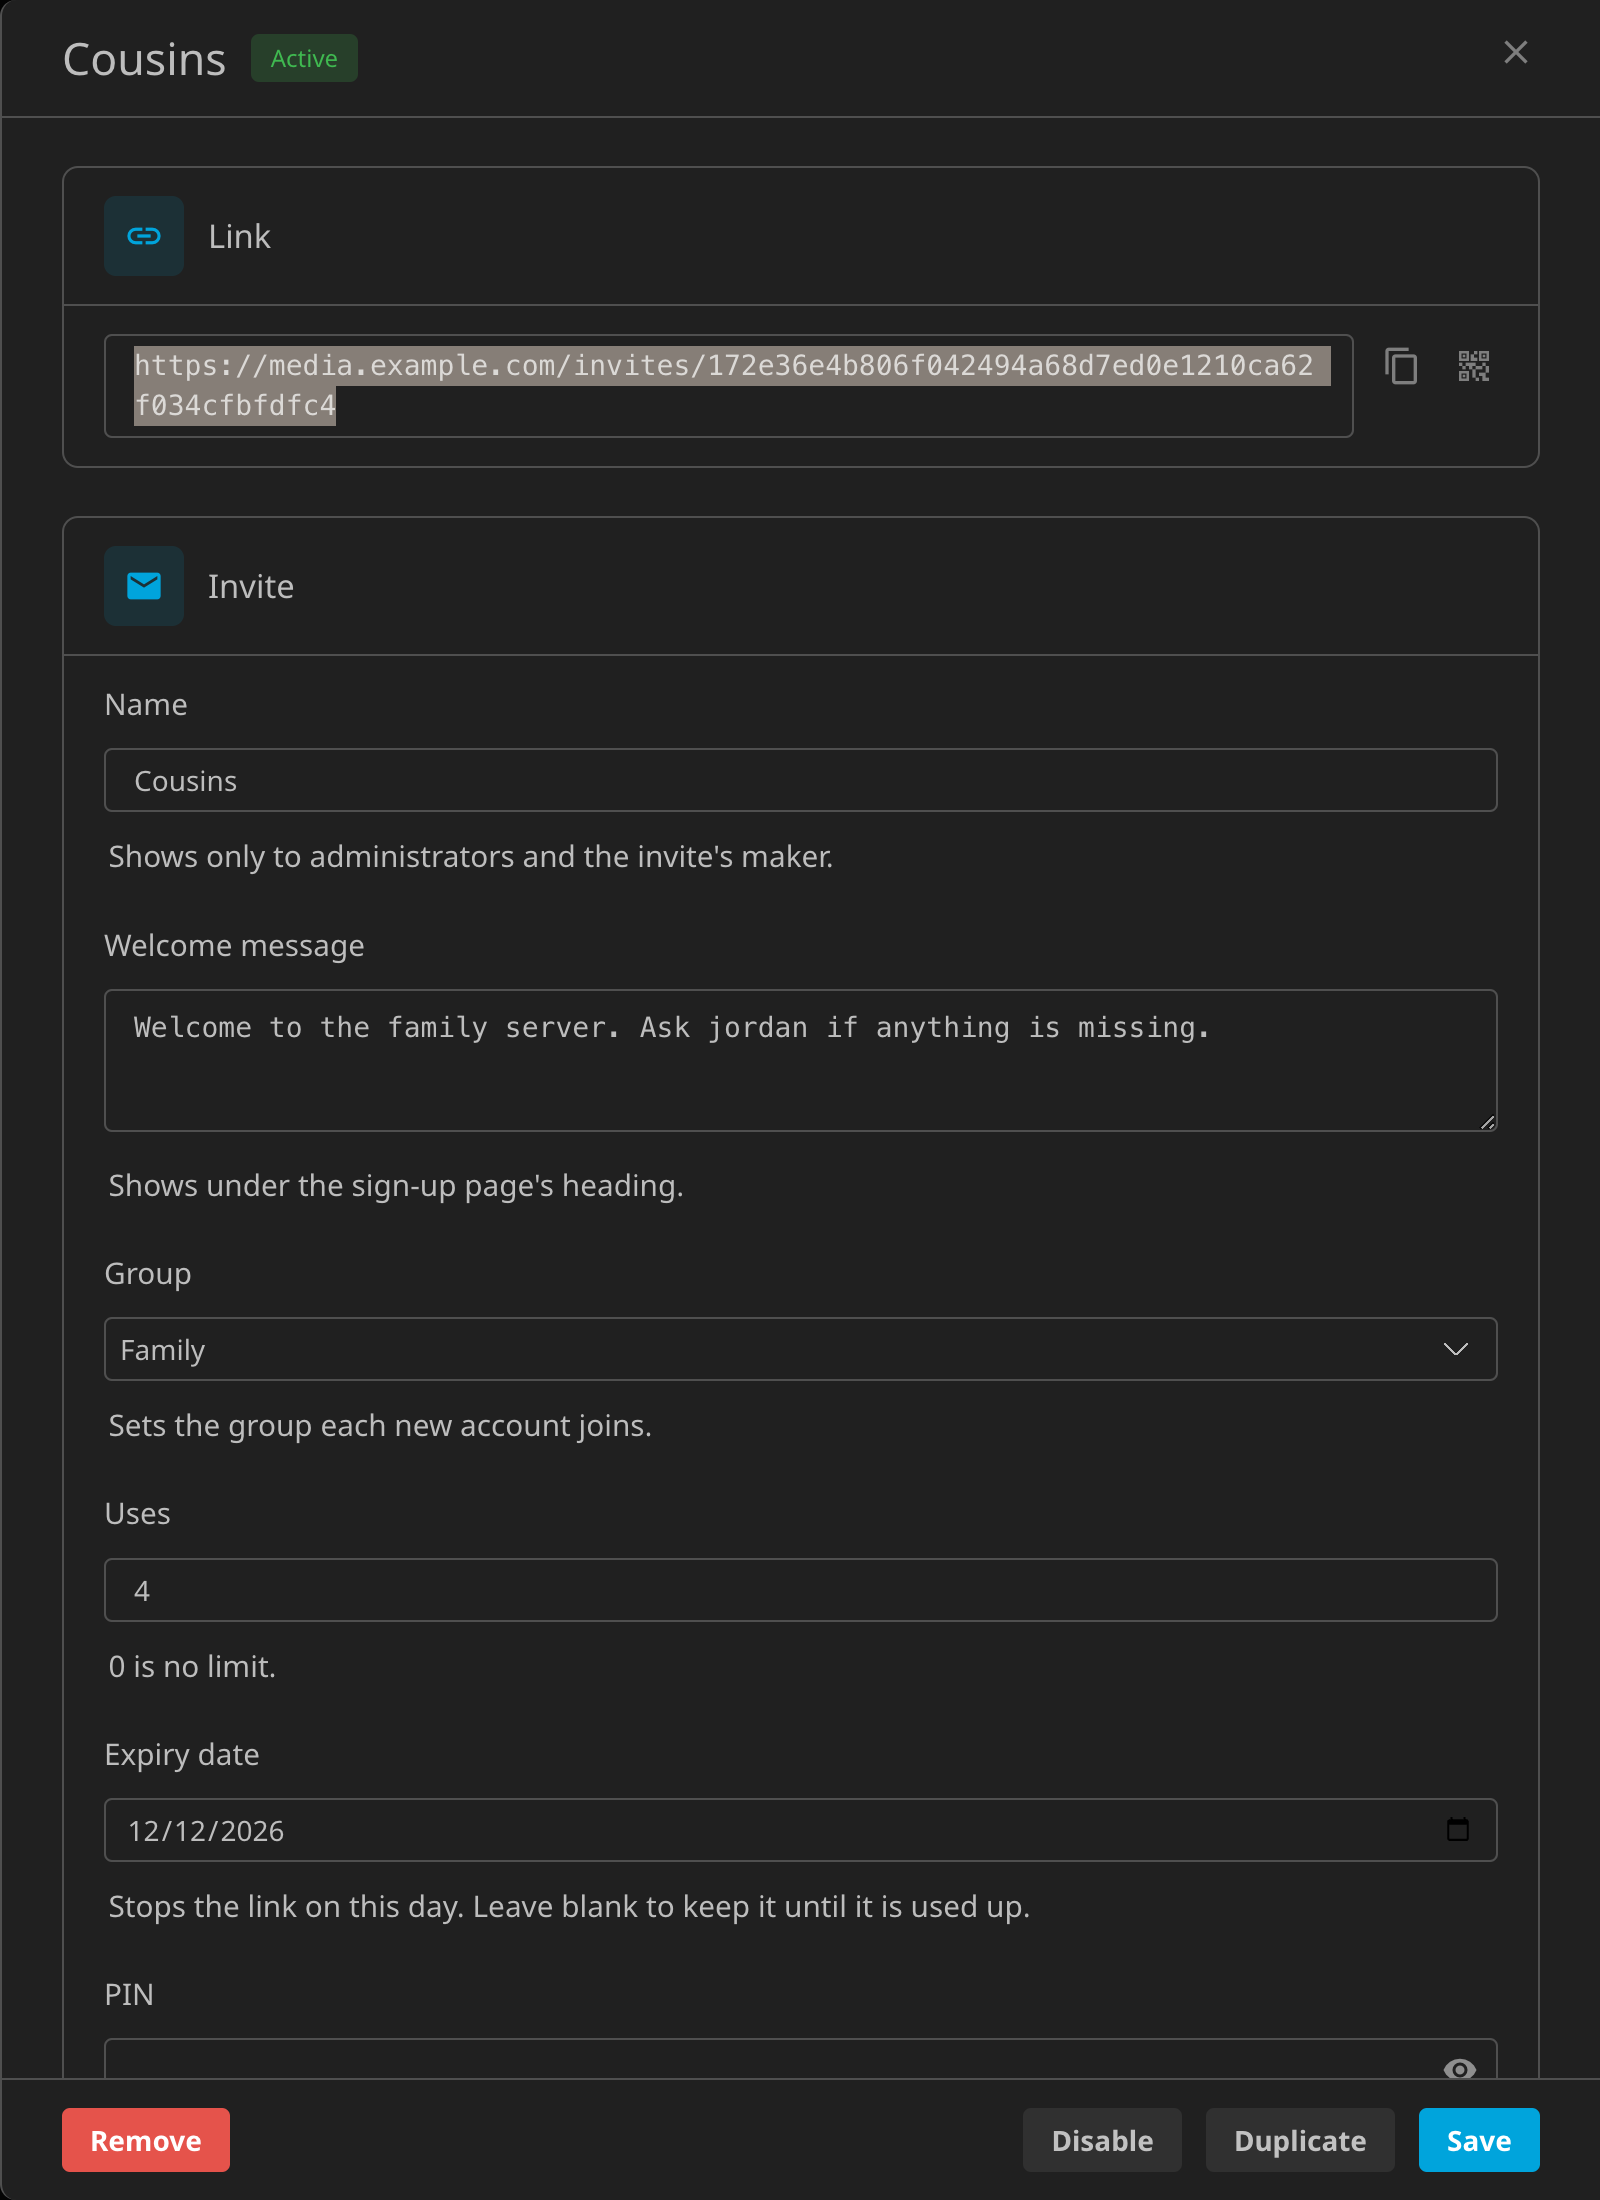 Cousins
Active
Link
https://media.example.com/invites/172e36e4b806f042494a68d7ed0e1210ca62
f034cfbfdfc4
Invite
Name
Cousins
Shows only to administrators and the invite's maker.
Welcome message
Welcome to the family server. Ask jordan if anything is missing.
Shows under the sign-up page's heading.
Group
Family
Sets the group each new account joins.
Uses
4
0 is no limit.
Expiry date
12/12/2026
Stops the link on this day. Leave blank to keep it until it is used up.
PIN
Remove
Disable
Duplicate
Save